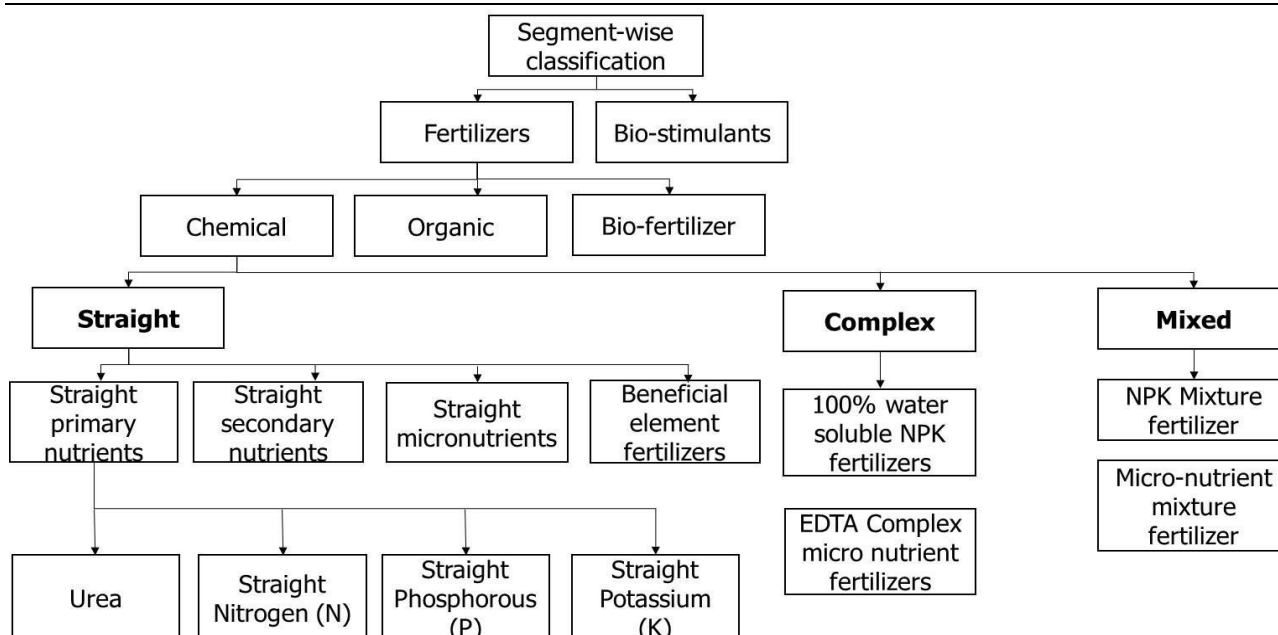 Segment-wise
classification
Fertilizers
Bio-stimulants
Chemical
Organic
Bio-fertilizer
Straight
Complex
Mixed
Straight
primary
nutrients
Straight
secondary
nutrients
Straight
micronutrients
Beneficial
element
fertilizers
100% water
soluble NPK
fertilizers
NPK Mixture
fertilizer
EDTA Complex
micro nutrient
fertilizers
Micro-nutrient
mixture
fertilizer
Urea
Straight
Nitrogen (N)
Straight
Phosphorous
(P)
Straight
Potassium
(K)